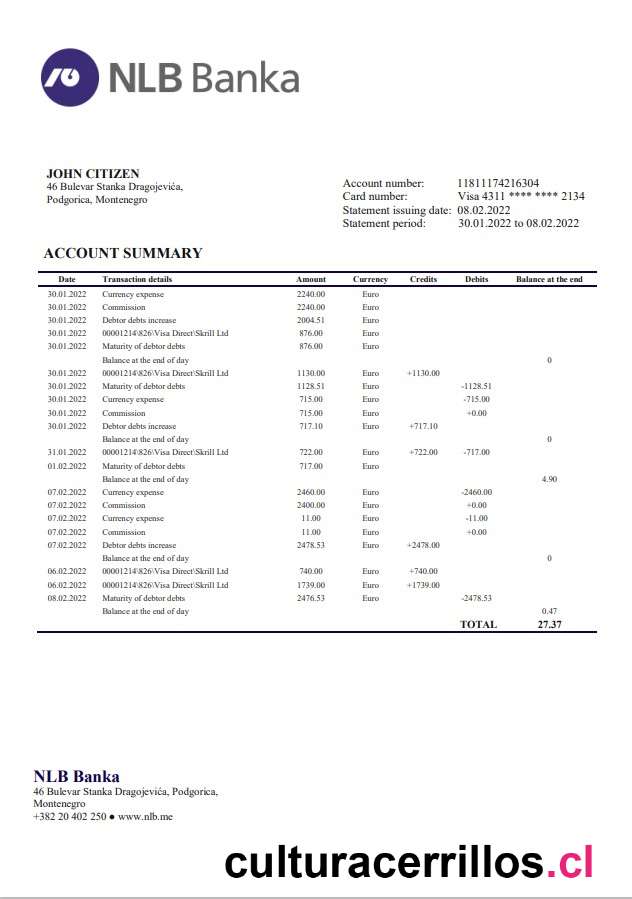 NLB Banka
JOHN CITIZEN
46 Bulevar Stanka Dragojevića,
Podgorica, Montenegro
Account number: 11811174216304
Card number: Visa 4311 **** **** 2134
Statement issuing date: 08.02.2022
Statement period: 30.01.2022 to 08.02.2022
ACCOUNT SUMMARY
Date Transaction details Amount Currency Credits Debits Balance at the end
30.01.2022 Currency expense 2240.00 Euro
30.01.2022 Commission 2240.00 Euro
30.01.2022 Debtor debts increase 2004.51 Euro
30.01.2022 00001214\826\Visa Direct\Skrill Ltd 876.00 Euro
30.01.2022 Maturity of debtor debts 876.00 Euro
Balance at the end of day 0
30.01.2022 00001214\826\Visa Direct\Skrill Ltd 1130.00 Euro +1130.00
30.01.2022 Maturity of debtor debts 1128.51 Euro -1128.51
30.01.2022 Currency expense 715.00 Euro -715.00
30.01.2022 Commission 715.00 Euro +0.00
30.01.2022 Debtor debts increase 717.10 Euro +717.10
Balance at the end of day 0
31.01.2022 00001214\826\Visa Direct\Skrill Ltd 722.00 Euro +722.00 -717.00
01.02.2022 Maturity of debtor debts 717.00 Euro
Balance at the end of day 4.90
07.02.2022 Currency expense 2460.00 Euro -2460.00
07.02.2022 Commission 2400.00 Euro +0.00
07.02.2022 Currency expense 11.00 Euro -11.00
07.02.2022 Commission 11.00 Euro +0.00
07.02.2022 Debtor debts increase 2478.53 Euro +2478.00
Balance at the end of day 0
06.02.2022 00001214\826\Visa Direct\Skrill Ltd 740.00 Euro +740.00
06.02.2022 00001214\826\Visa Direct\Skrill Ltd 1739.00 Euro +1739.00
08.02.2022 Maturity of debtor debts 2476.53 Euro -2478.53
Balance at the end of day 0.47
TOTAL 27.37
NLB Banka
46 Bulevar Stanka Dragojevića, Podgorica,
Montenegro
+382 20 402 250 ● www.nlb.me
culturacerrillos.cl